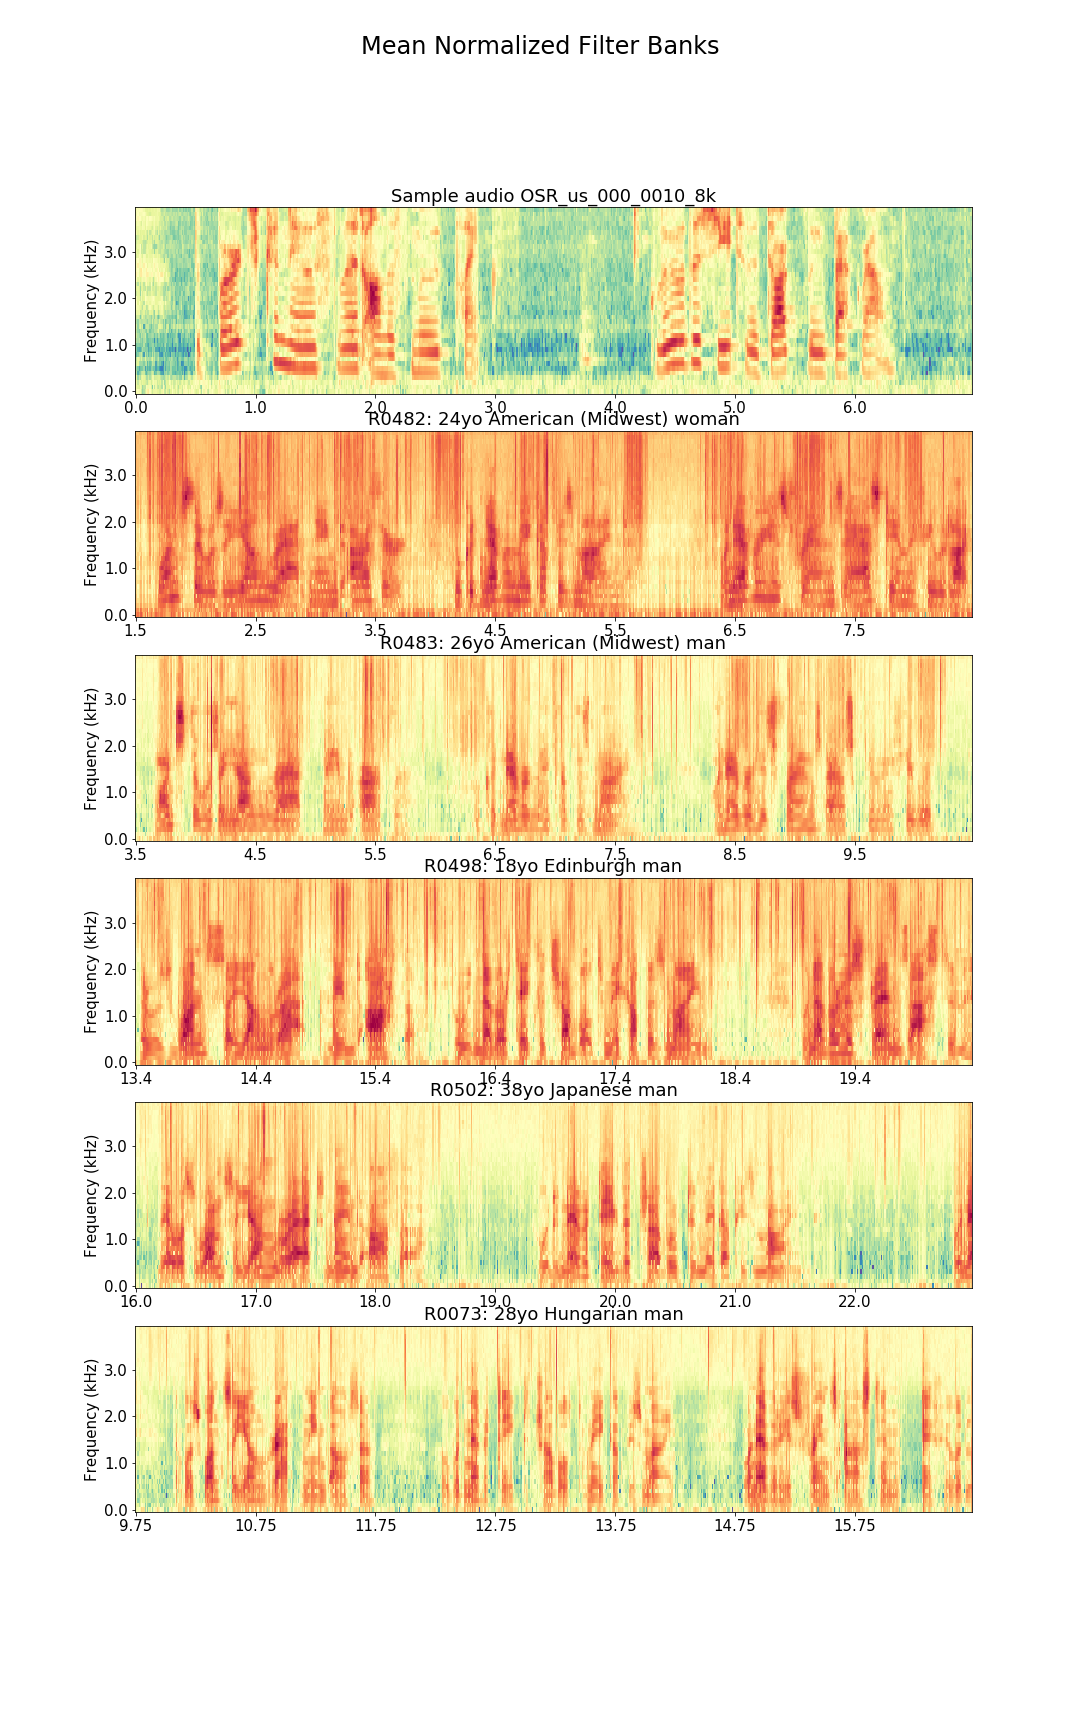 Mean Normalized Filter Banks
Sample audio OSR_us_000_0010_8k
Frequency (kHz)
3.0
2.0
1.0
0.0
0.0 1.0 2.0 3.0 4.0 5.0 6.0
R0482: 24yo American (Midwest) woman
Frequency (kHz)
3.0
2.0
1.0
0.0
1.5 2.5 3.5 4.5 5.5 6.5 7.5
R0483: 26yo American (Midwest) man
Frequency (kHz)
3.0
2.0
1.0
0.0
3.5 4.5 5.5 6.5 7.5 8.5 9.5
R0498: 18yo Edinburgh man
Frequency (kHz)
3.0
2.0
1.0
0.0
13.4 14.4 15.4 16.4 17.4 18.4 19.4
R0502: 38yo Japanese man
Frequency (kHz)
3.0
2.0
1.0
0.0
16.0 17.0 18.0 19.0 20.0 21.0 22.0
R0073: 28yo Hungarian man
Frequency (kHz)
3.0
2.0
1.0
0.0
9.75 10.75 11.75 12.75 13.75 14.75 15.75